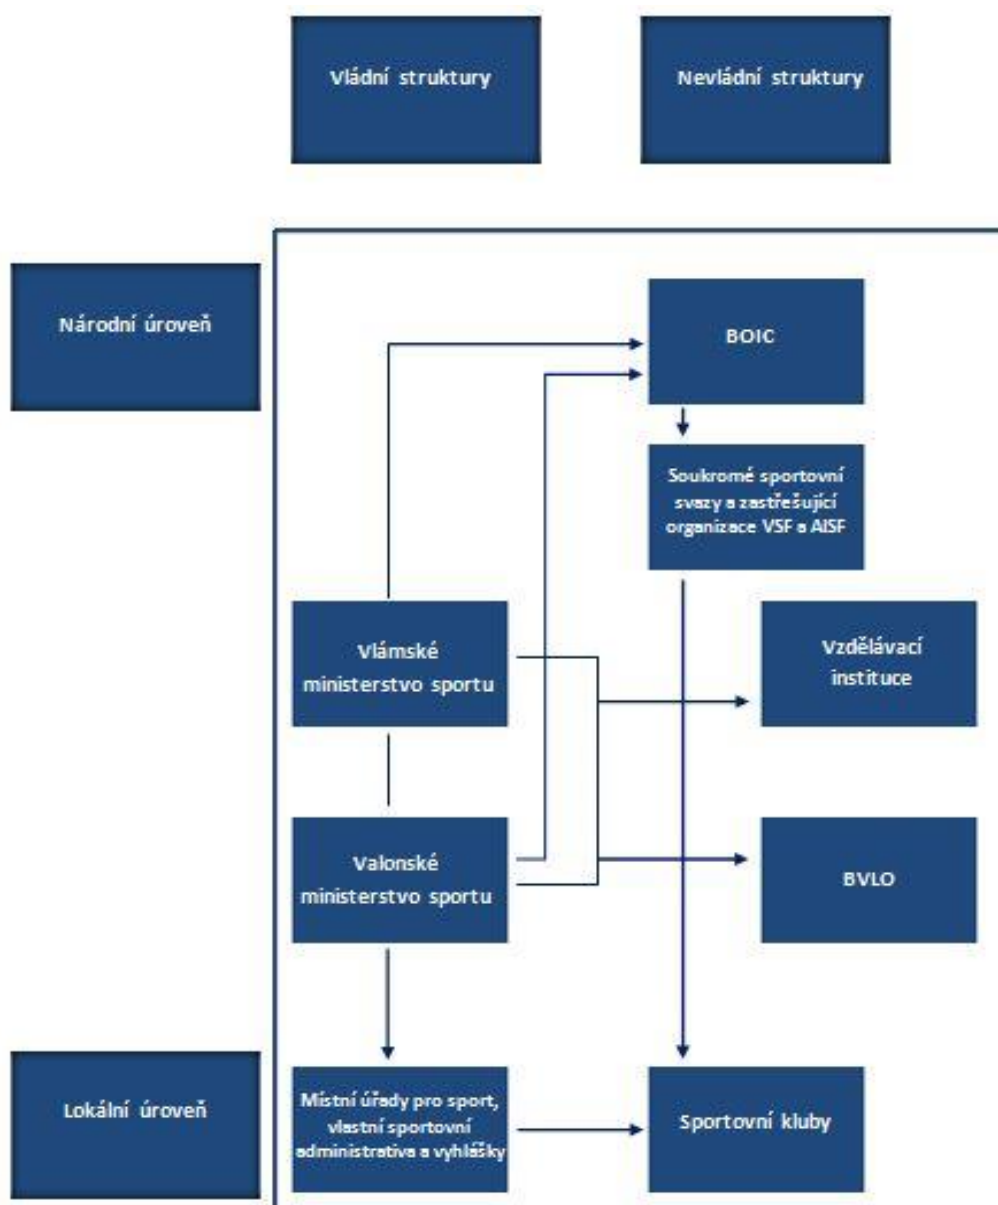 Vládní struktury
Nevládní struktury
Národní úroveň
BOIC
Soukromé sportovní
svazy a zastřešující
organizace VSF a AISF
Vlámské
ministerstvo sportu
Vzdělávací
instituce
Valonské
ministerstvo sportu
BVLO
Lokální úroveň
Místní úřady pro sport,
vlastní sportovní
administrativa a vyhlášky
Sportovní kluby